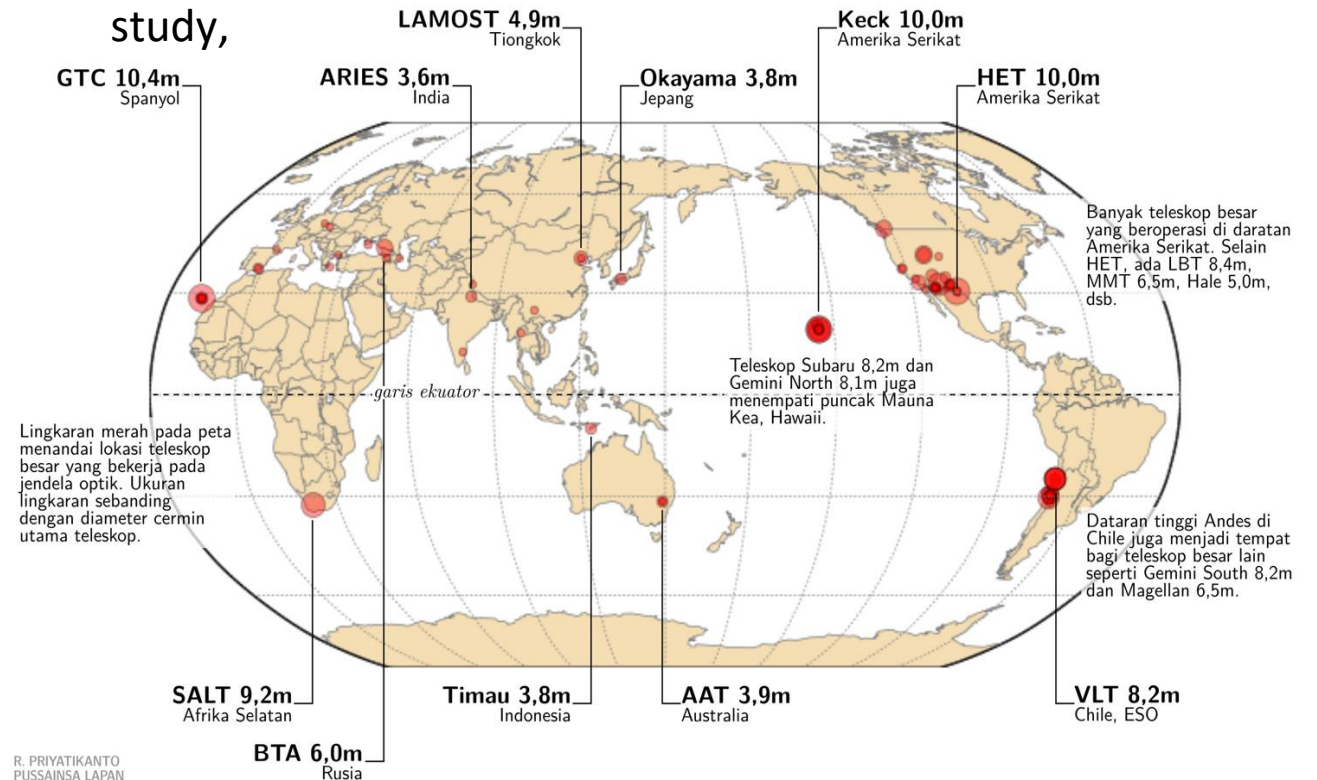 study,
LAMOST 4,9m
Tiongkok
Keck 10,0m
Amerika Serikat
GTC 10,4m
Spanyol
ARIES 3,6m
India
Okayama 3,8m
Jepang
HET 10,0m
Amerika Serikat
Banyak teleskop besar
yang beroperasi di daratan
Amerika Serikat. Selain
HET, ada LBT 8,4m,
MMT 6,5m, Hale 5,0m,
dsb.
Teleskop Subaru 8,2m dan
Gemini North 8,1m juga
menempati puncak Mauna
Kea, Hawaii.
garis ekuator
Lingkaran merah pada peta
menandai lokasi teleskop
besar yang bekerja pada
jendela optik. Ukuran
lingkaran sebanding
dengan diameter cermin
utama teleskop.
Dataran tinggi Andes di
Chile juga menjadi tempat
bagi teleskop besar lain
seperti Gemini South 8,2m
dan Magellan 6,5m.
SALT 9,2m
Afrika Selatan
Timau 3,8m
Indonesia
AAT 3,9m
Australia
VLT 8,2m
Chile, ESO
BTA 6,0m
Rusia
R. PRIYATIKANTO
PUSSAINSA LAPAN